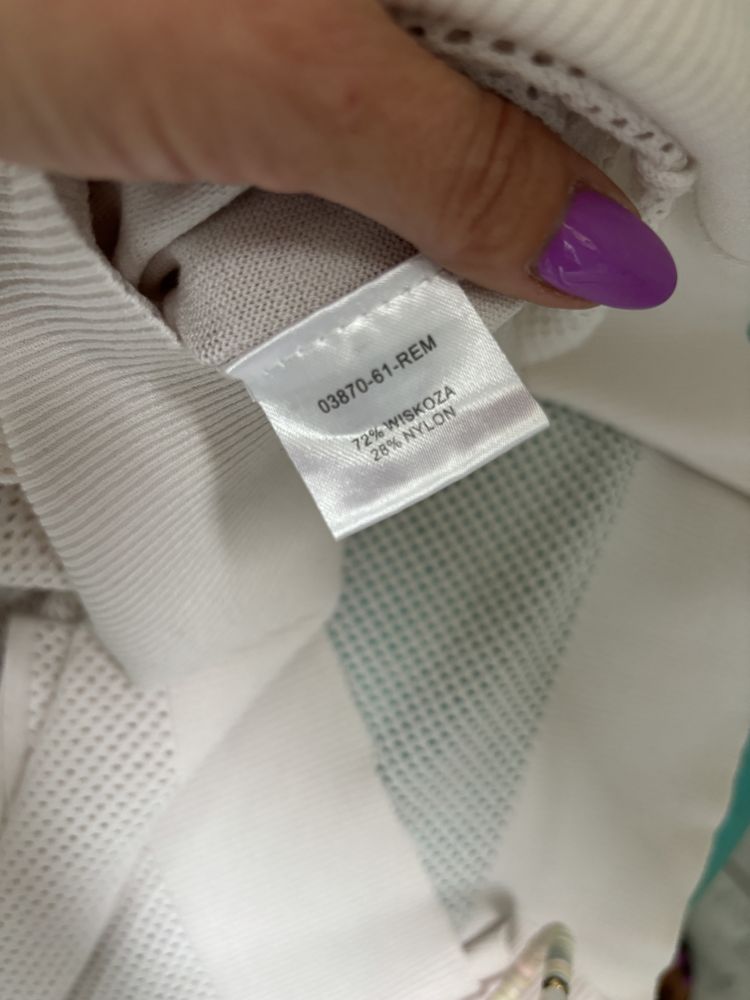 03870-61-REM
72% WISKOZA
28% NYLON